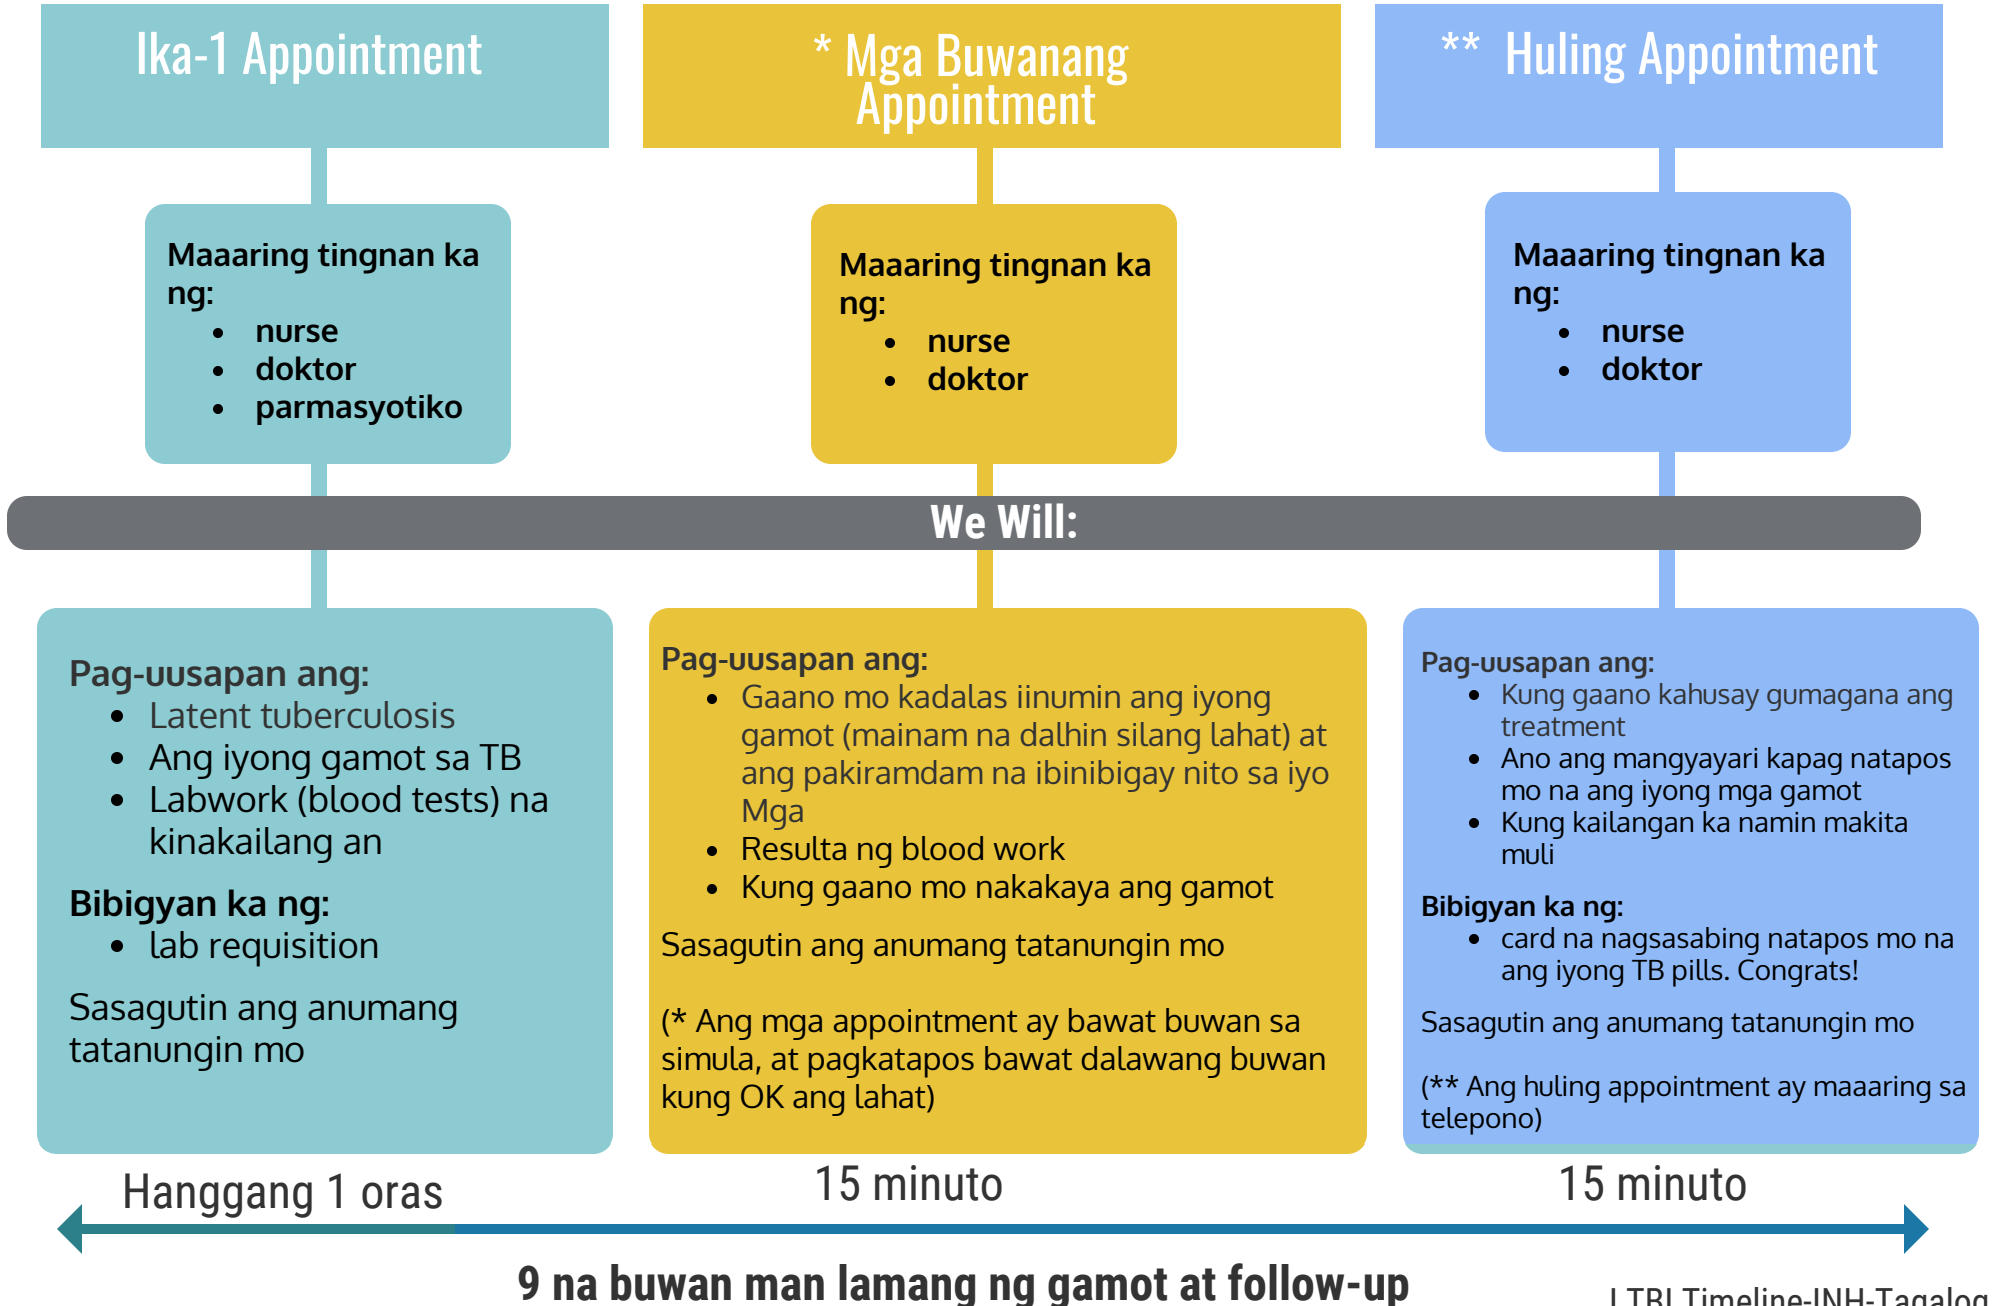 Ika-1 Appointment
* Mga Buwanang
Appointment
** Huling Appointment
Maaaring tingnan ka
ng:
• nurse
• doktor
• parmasyotiko
Maaaring tingnan ka
ng:
• nurse
• doktor
Maaaring tingnan ka
ng:
• nurse
• doktor
We Will:
Pag-uusapan ang:
• Latent tuberculosis
• Ang iyong gamot sa TB
• Labwork (blood tests) na
kinakailang an
Bibigyan ka ng:
• lab requisition
Sasagutin ang anumang
tatanungin mo
Pag-uusapan ang:
• Gaano mo kadalas iinumin ang iyong
gamot (mainam na dalhin silang lahat) at
ang pakiramdam na ibinibigay nito sa iyo
Mga
• Resulta ng blood work
• Kung gaano mo nakakaya ang gamot
Sasagutin ang anumang tatanungin mo
(* Ang mga appointment ay bawat buwan sa
simula, at pagkatapos bawat dalawang buwan
kung OK ang lahat)
Pag-uusapan ang:
• Kung gaano kahusay gumagana ang
treatment
• Ano ang mangyayari kapag natapos
mo na ang iyong mga gamot
• Kung kailangan ka namin makita
muli
Bibigyan ka ng:
• card na nagsasabing natapos mo na
ang iyong TB pills. Congrats!
Sasagutin ang anumang tatanungin mo
(** Ang huling appointment ay maaaring sa
telepono)
Hanggang 1 oras
15 minuto
15 minuto
9 na buwan man lamang ng gamot at follow-up
LTBI Timeline-INH-Tagalog